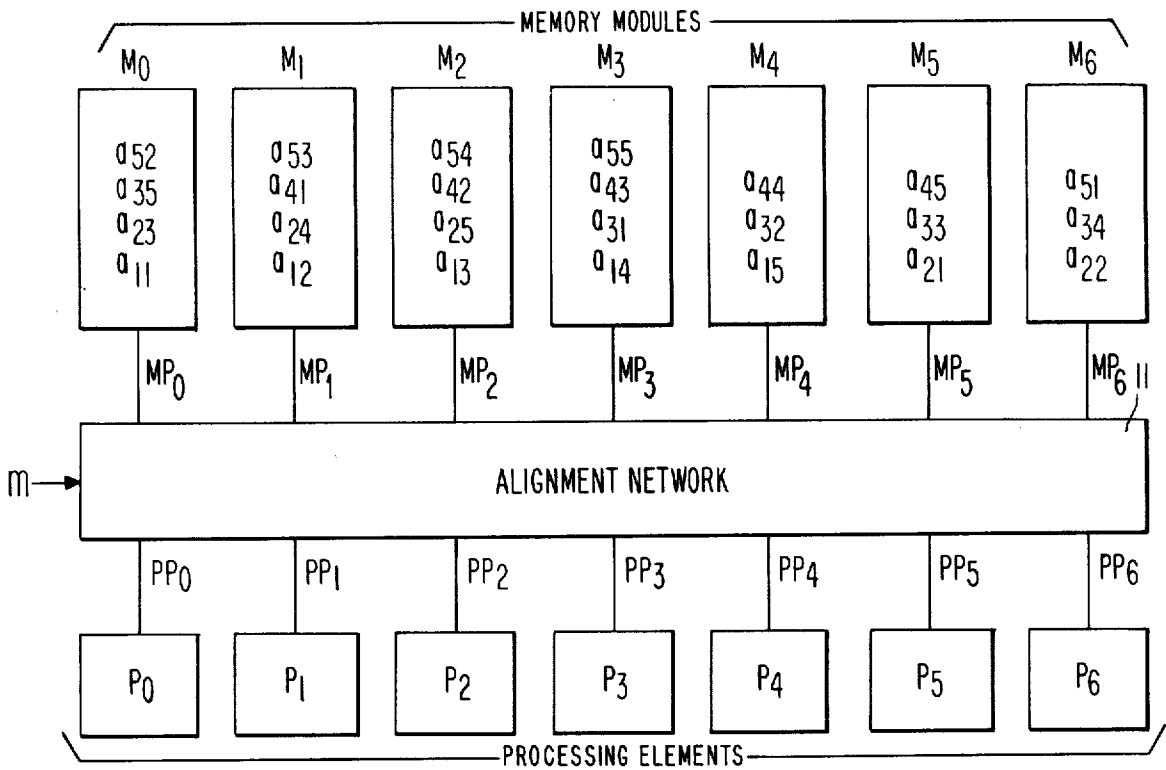 MEMORY MODULES
M0 M1 M2 M3 M4 M5 M6
a52 a53 a54 a55
a35 a41 a42 a43 a44 a45 a51
a23 a24 a25 a31 a32 a33 a34
a11 a12 a13 a14 a15 a21 a22
MP0 MP1 MP2 MP3 MP4 MP5 MP6 11
m ALIGNMENT NETWORK
PP0 PP1 PP2 PP3 PP4 PP5 PP6
P0 P1 P2 P3 P4 P5 P6
PROCESSING ELEMENTS